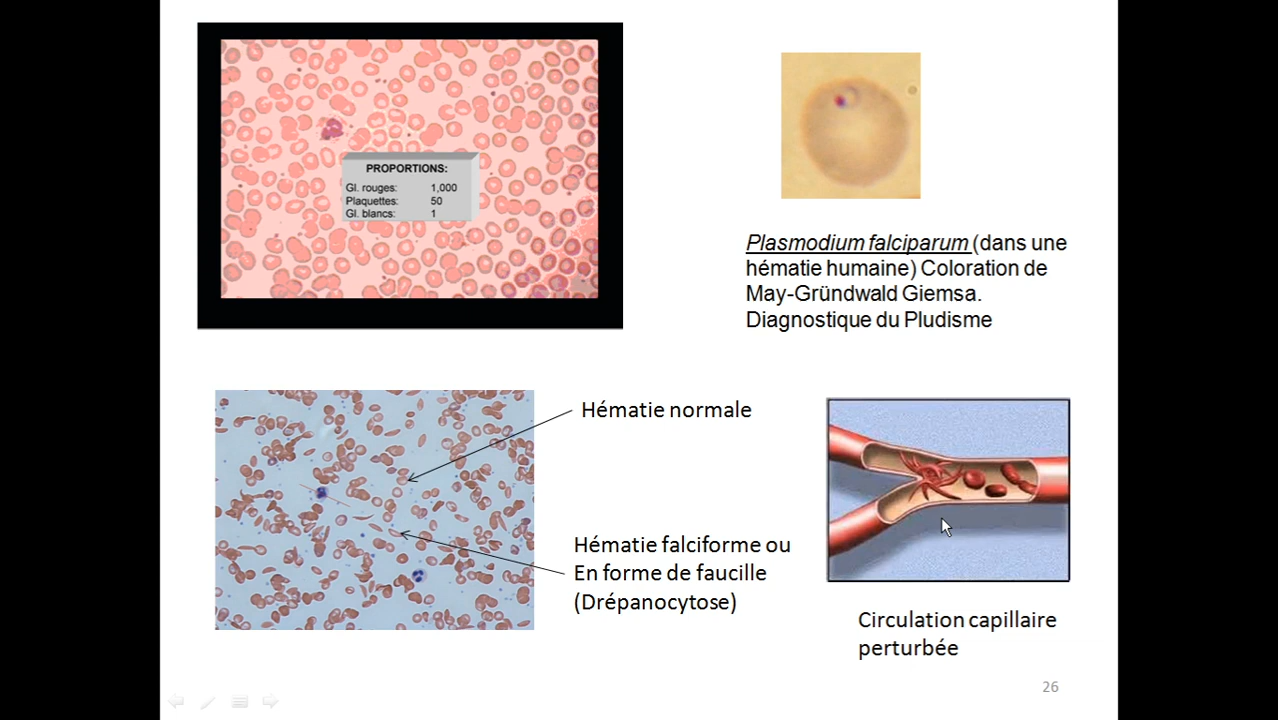 PROPORTIONS:
Gl. rouges: 1,000
Plaquettes: 50
Gl. blancs: 1
Plasmodium falciparum (dans une
hématie humaine) Coloration de
May-Gründwald Giemsa.
Diagnostique du Pludisme
Hématie normale
Hématie falciforme ou
En forme de faucille
(Drépanocytose)
Circulation capillaire
perturbée
26